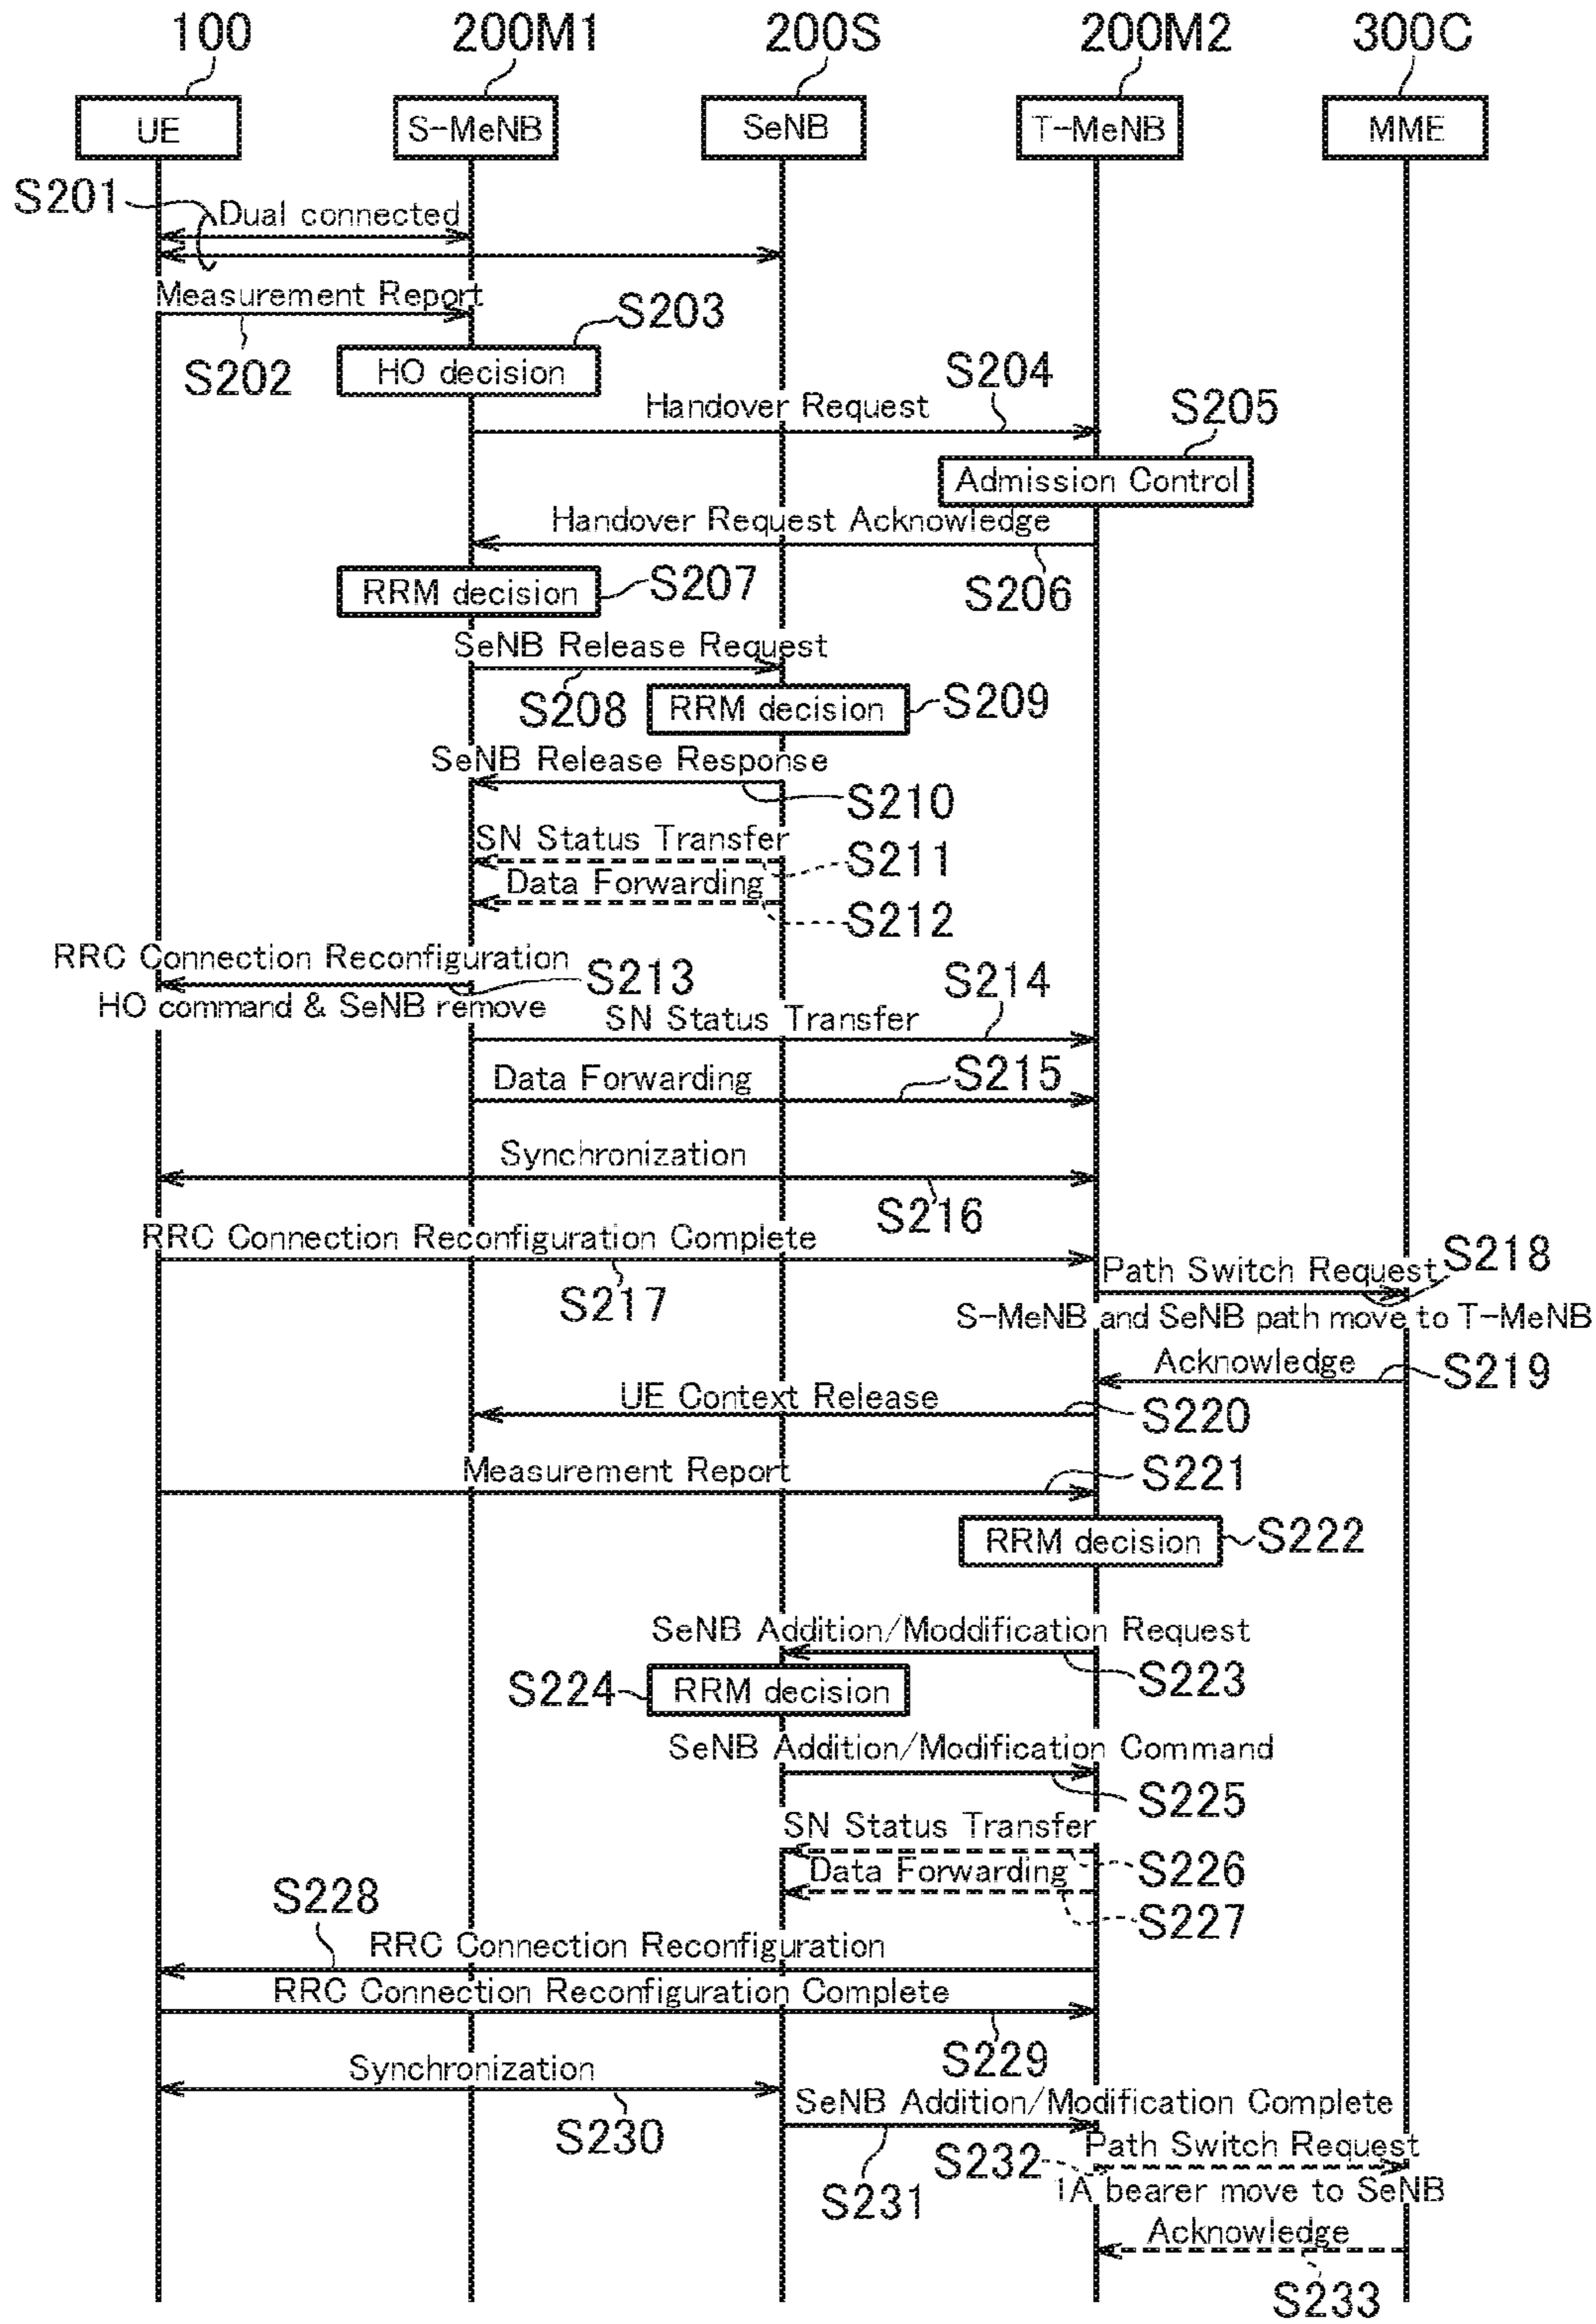 100 200M1 200S 200M2 300C
UE S-MeNB SeNB T-MeNB MME
S201
Dual connected
Measurement Report
S202
S203
HO decision
S204
Handover Request
S205
Admission Control
Handover Request Acknowledge
S206
RRM decision
S207
SeNB Release Request
S208
RRM decision
S209
SeNB Release Response
S210
SN Status Transfer
S211
Data Forwarding
S212
RRC Connection Reconfiguration
S213
HO command & SeNB remove
S214
SN Status Transfer
Data Forwarding
S215
Synchronization
S216
RRC Connection Reconfiguration Complete
S217
Path Switch Request
S218
S-MeNB and SeNB path move to T-MeNB
Acknowledge
S219
UE Context Release
S220
Measurement Report
S221
RRM decision
S222
SeNB Addition/Moddification Request
S223
S224
RRM decision
SeNB Addition/Modification Command
S225
SN Status Transfer
S226
Data Forwarding
S227
S228
RRC Connection Reconfiguration
RRC Connection Reconfiguration Complete
S229
Synchronization
S230
SeNB Addition/Modification Complete
S231
Path Switch Request
S232
1A bearer move to SeNB
Acknowledge
S233